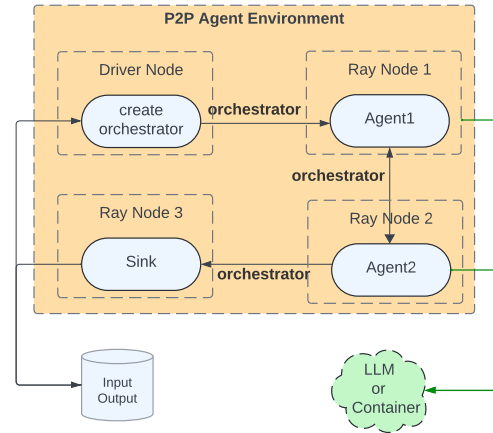 P2P Agent Environment
Driver Node
Ray Node 1
create
orchestrator
orchestrator
Agent1
orchestrator
Ray Node 3
Ray Node 2
Sink
orchestrator
Agent2
Input
Output
LLM
or
Container